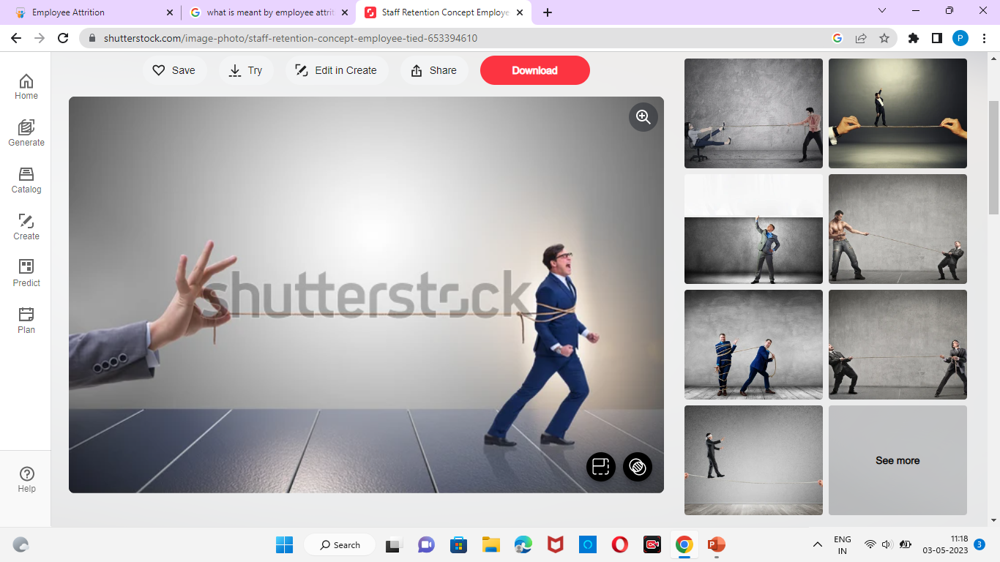 Employee Attrition
what is meant by employee attri
Staff Retention Concept Employe
shutterstock.com/image-photo/staff-retention-concept-employee-tied-653394610
P
Save
Try
Edit in Create
Share
Download
Home
Generate
Catalog
Create
Predict
Plan
Help
shutterstock
See more
Search
P
ENG
IN
11:18
03-05-2023
3